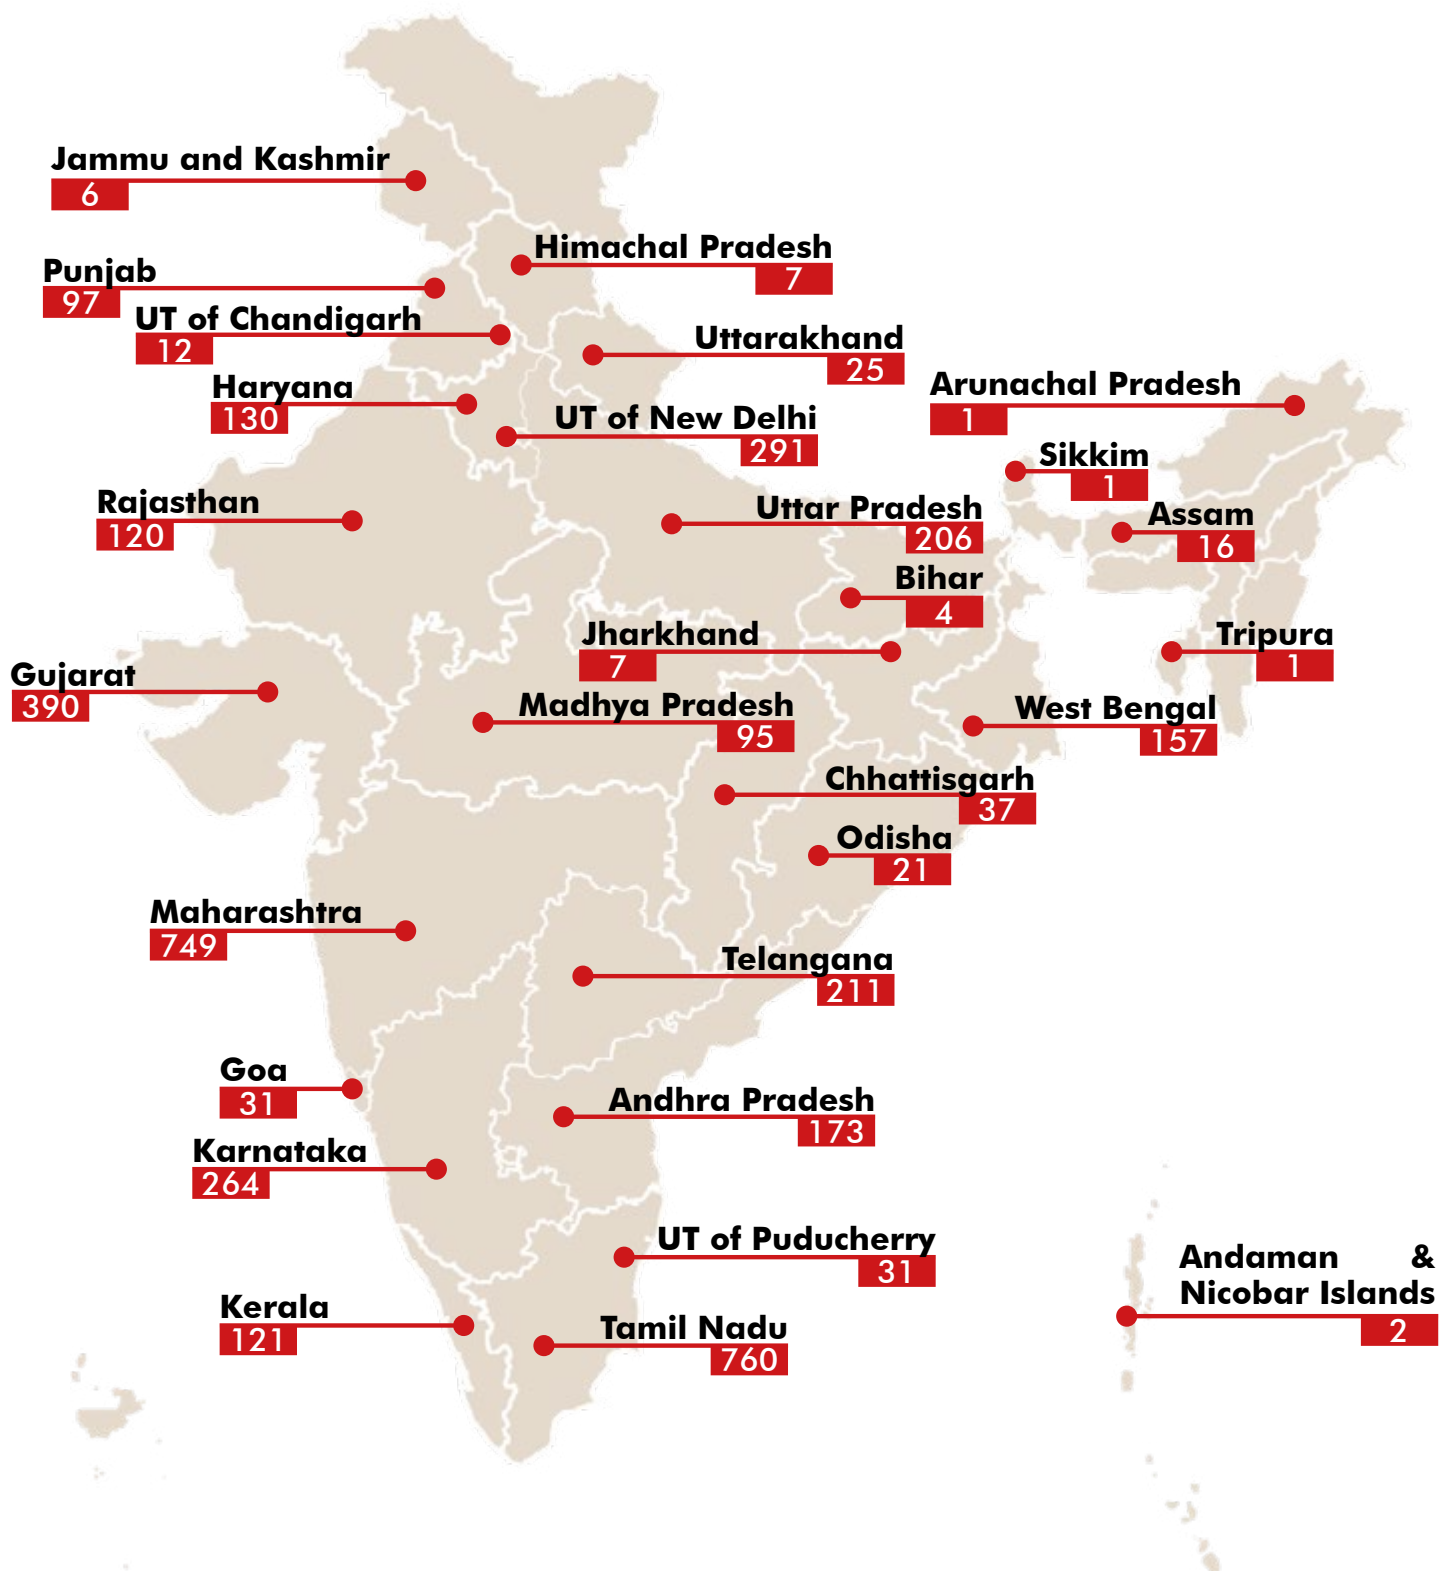 Jammu and Kashmir
6
Himachal Pradesh
7
Punjab
97
UT of Chandigarh
12
Uttarakhand
25
Haryana
130
Arunachal Pradesh
1
UT of New Delhi
291
Sikkim
1
Rajasthan
120
Uttar Pradesh
206
Assam
16
Bihar
4
Jharkhand
7
Tripura
1
Gujarat
390
Madhya Pradesh
95
West Bengal
157
Chhattisgarh
37
Odisha
21
Maharashtra
749
Telangana
211
Goa
31
Andhra Pradesh
173
Karnataka
264
UT of Puducherry
31
Andaman &
Nicobar Islands
2
Kerala
121
Tamil Nadu
760